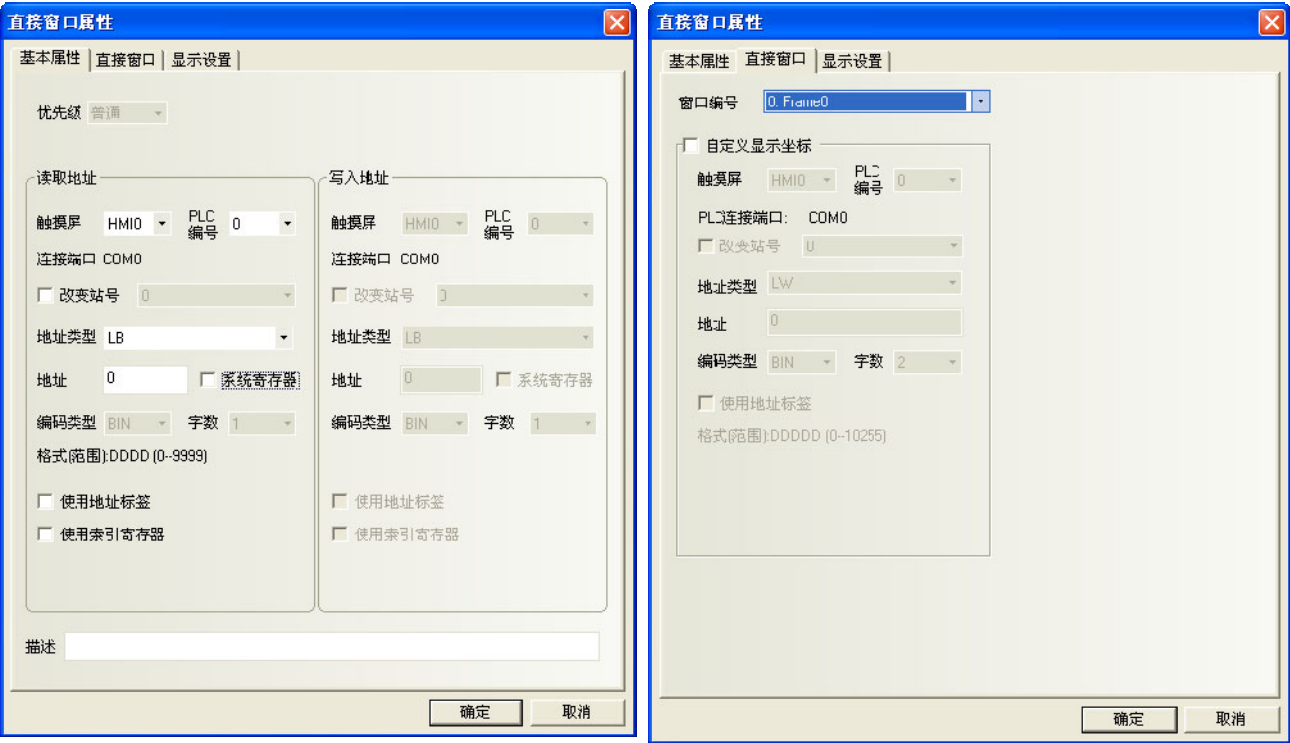 直接窗口属性
基本属性 直接窗口 显示设置
优先级 普通
读取地址
触摸屏 HMI0 PLC编号 0
连接端口 COM0
改变站号 0
地址类型 LB
地址 0 系统寄存器
编码类型 BIN 字数 1
格式(范围):DDDD (0--9999)
使用地址标签
使用索引寄存器
写入地址
触摸屏 HMI0 PLC编号 0
连接端口 COM0
改变站号 0
地址类型 LB
地址 0 系统寄存器
编码类型 BIN 字数 1
使用地址标签
使用索引寄存器
描述
确定 取消
直接窗口属性
基本属性 直接窗口 显示设置
窗口编号 0. Frame0
自定义显示坐标
触摸屏 HMI0 PLC编号 0
PLC连接端口: COM0
改变站号 0
地址类型 LW
地址 0
编码类型 BIN 字数 2
使用地址标签
格式(范围):DDDDD (0--10255)
确定 取消